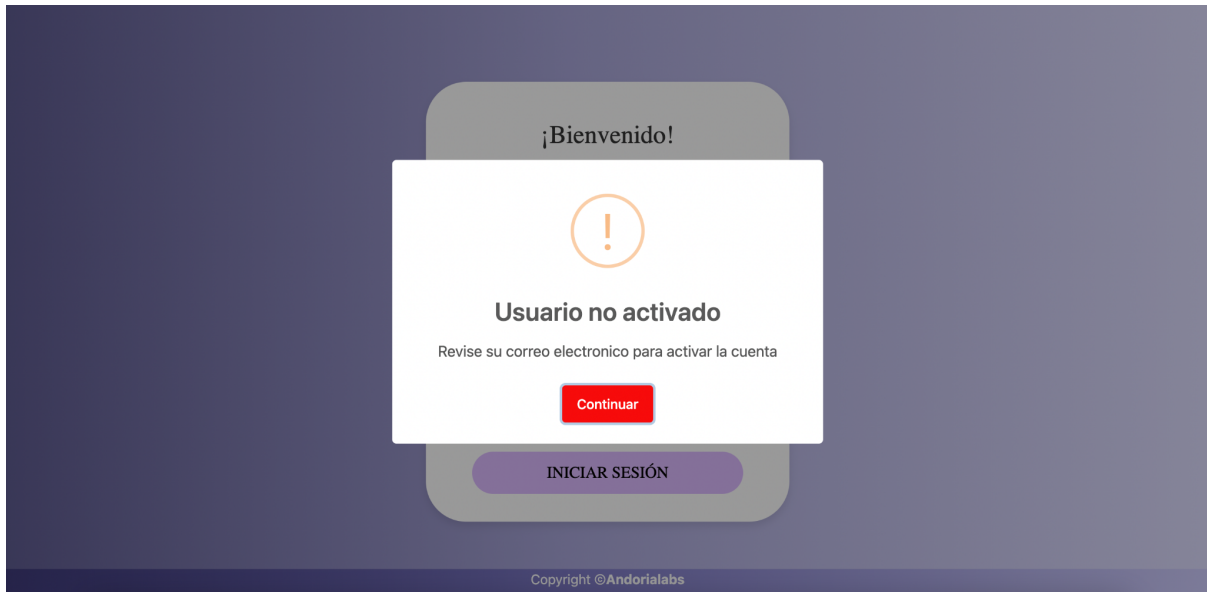 ¡Bienvenido!
!
Usuario no activado
Revise su correo electronico para activar la cuenta
Continuar
INICIAR SESIÓN
Copyright ©Andorialabs